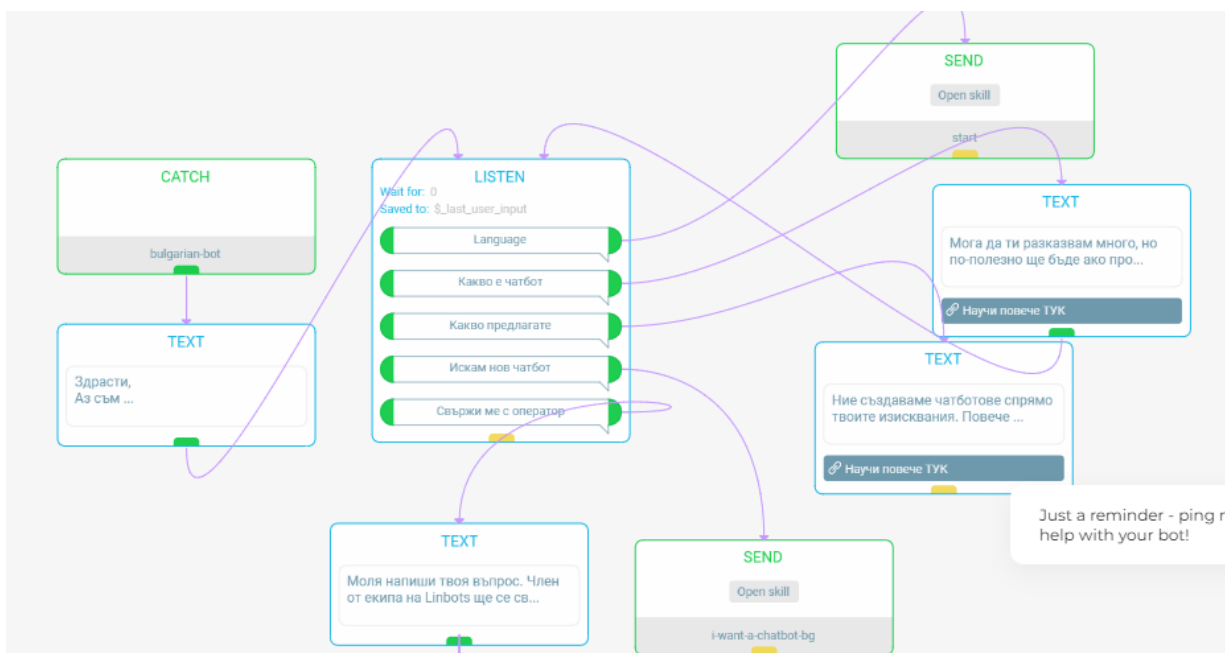 SEND
Open skill
start
CATCH
bulgarian-bot
LISTEN
Wait for: 0
Saved to: $_last_user_input
Language
Какво е чатбот
Какво предлагате
Искам нов чатбот
Свържи ме с оператор
TEXT
Мога да ти разказвам много, но
по-полезно ще бъде ако про...
Научи повече ТУК
TEXT
Здрасти,
Аз съм ...
TEXT
Ние създаваме чатботове спрямо
твоите изисквания. Повече ...
Научи повече ТУК
Just a reminder - ping
help with your bot!
TEXT
Моля напиши твоя въпрос. Член
от екипа на Linbots ще се св...
SEND
Open skill
i-want-a-chatbot-bg